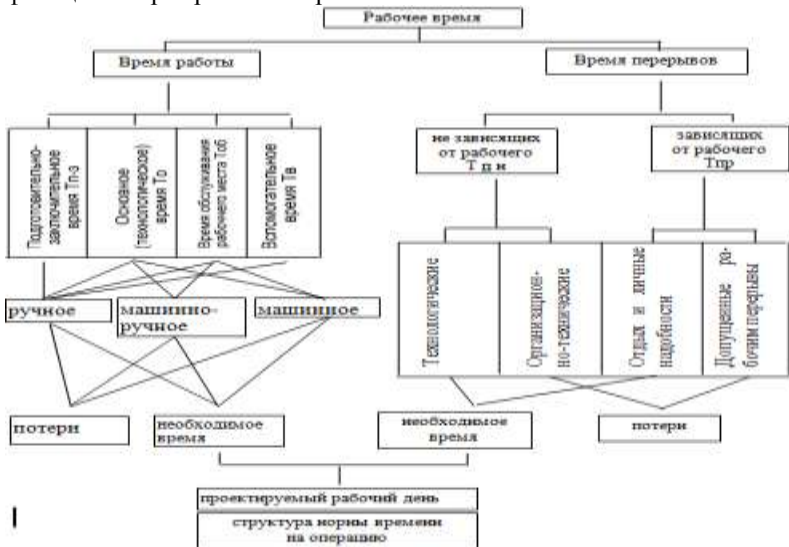 Рабочее время
Время работы
Время перерывов
Подготовительно-
заключительное
время Тп-з
Основное
(технологическое)
время То
Время обслуживания
рабочего места Тоб
Вспомогательное
время Тв
не зависящих
от рабочего
Т п н
зависящих
от рабочего
Тпр
ручное
машинно-
ручное
машинное
Технологические
Организацион-
но-технические
Отдых и личные
надобности
Допущенные ра-
бочим перерывы
потери
необходимое
время
необходимое
время
потери
проектируемый рабочий день
структура нормы времени
на операцию